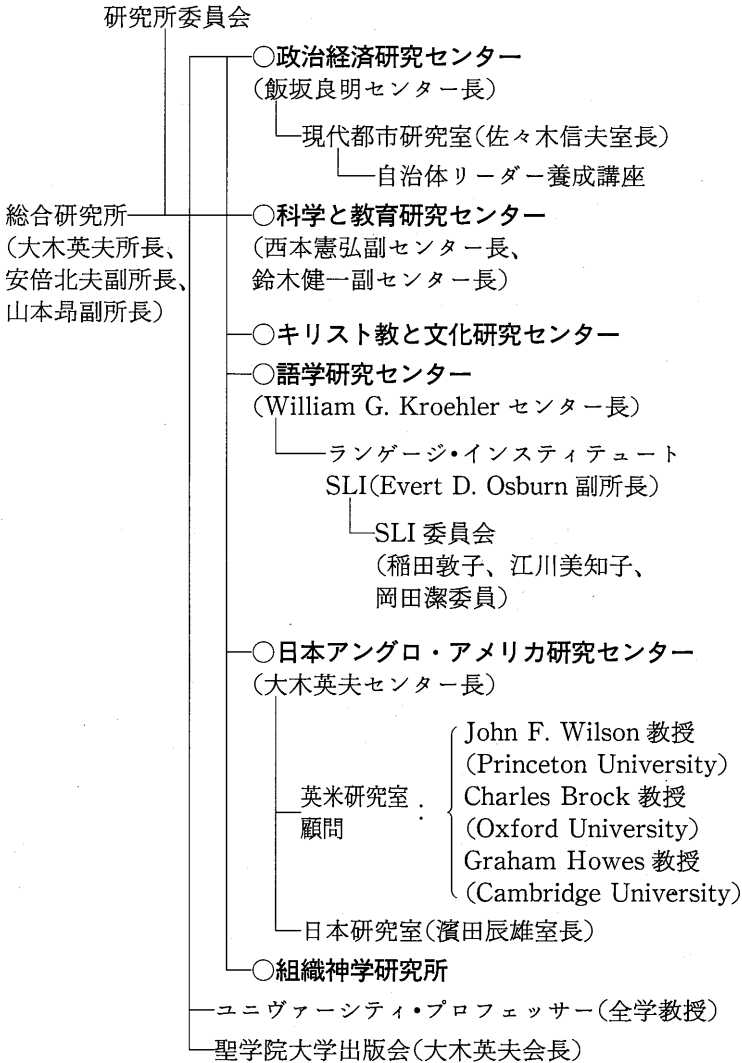 研究所委員会
○政治経済研究センター
(飯坂良明センター長)
現代都市研究室(佐々木信夫室長)
自治体リーダー養成講座
総合研究所
(大木英夫所長、
安倍北夫副所長、
山本昂副所長)
○科学と教育研究センター
(西本憲弘副センター長、
鈴木健一副センター長)
○キリスト教と文化研究センター
○語学研究センター
(William G. Kroehler センター長)
ランゲージ・インスティテュート
SLI(Evert D. Osburn 副所長)
SLI 委員会
(稲田敦子、江川美知子、
岡田潔委員)
○日本アングロ・アメリカ研究センター
(大木英夫センター長)
英米研究室
顧問
:
John F. Wilson 教授
(Princeton University)
Charles Brock 教授
(Oxford University)
Graham Howes 教授
(Cambridge University)
日本研究室(濱田辰雄室長)
○組織神学研究所
ユニヴァーシティ・プロフェッサー(全学教授)
聖学院大学出版会(大木英夫会長)